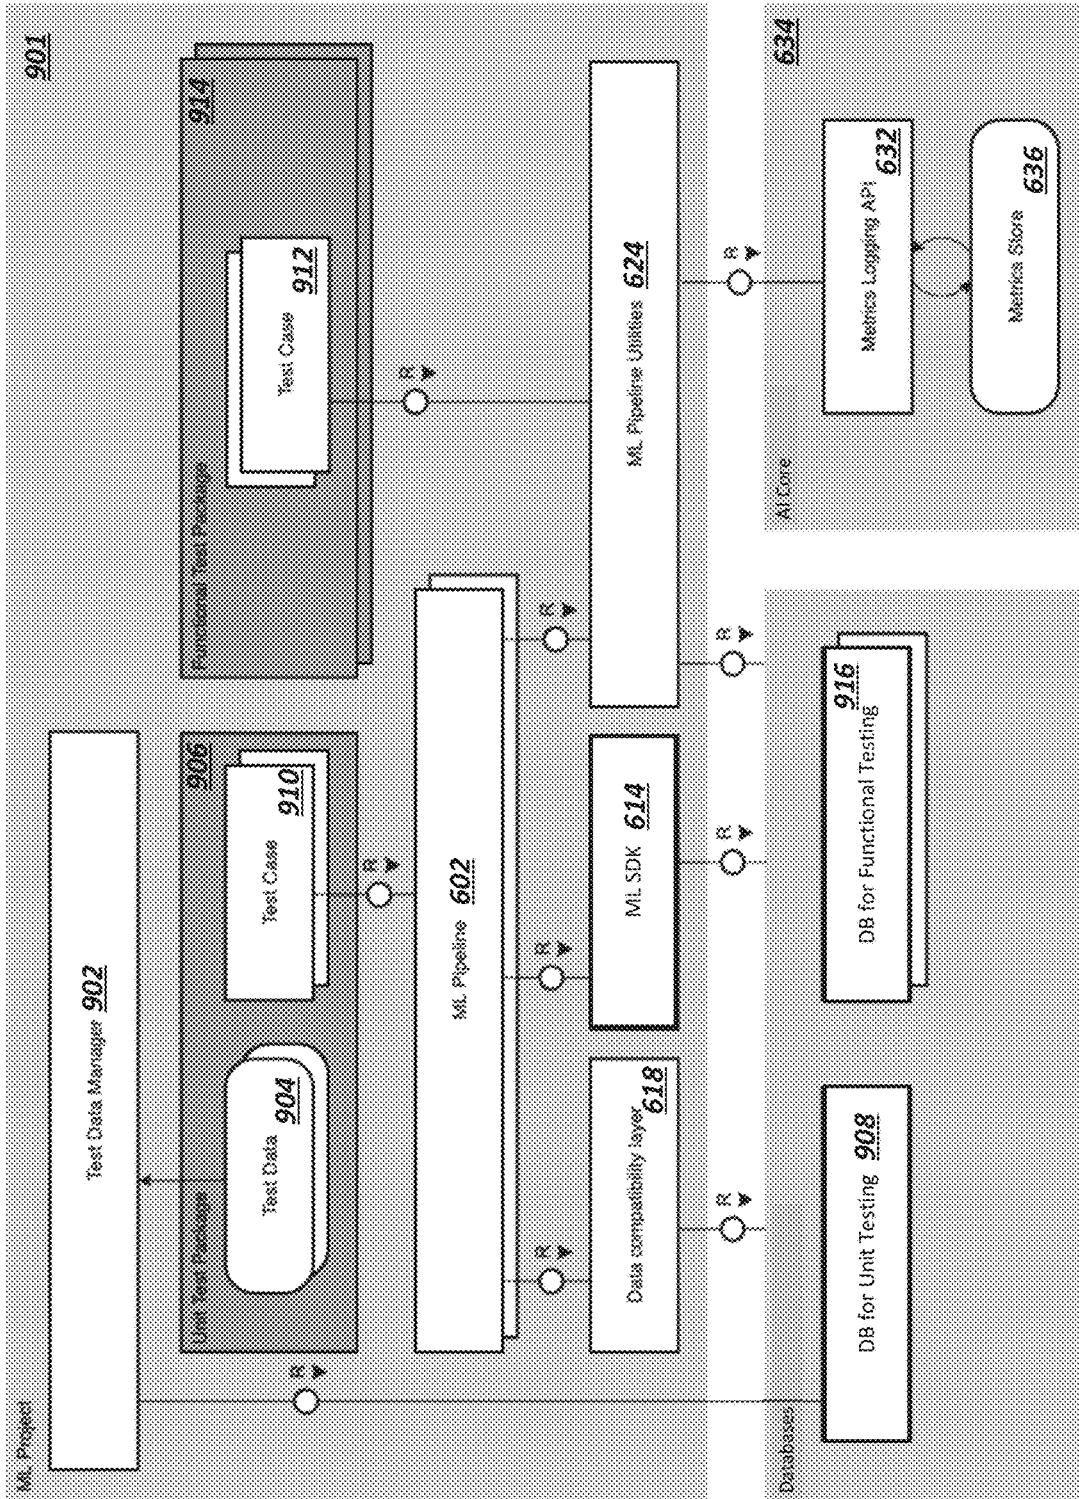 ML Project
901
Test Data Manager 902
R
Unit Test Package
906
Test Data
904
Test Case
910
Functional Test Package
914
Test Case
912
R
R
ML Pipeline 602
R
R
R
Data compatibility layer
618
ML SDK 614
ML Pipeline Utilities 624
R
R
R
R
Databases
DB for Unit Testing 908
DB for Functional Testing
916
AI Core
634
Metrics Logging API
632
Metrics Store
636